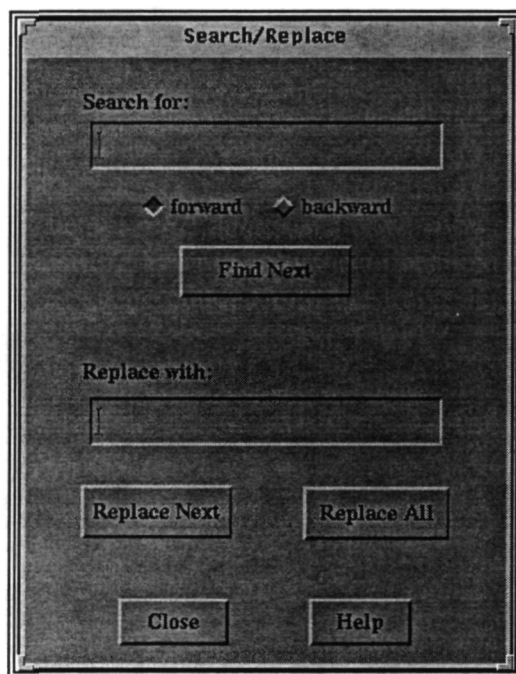 Search/Replace
Search for:
forward backward
Find Next
Replace with:
Replace Next Replace All
Close Help